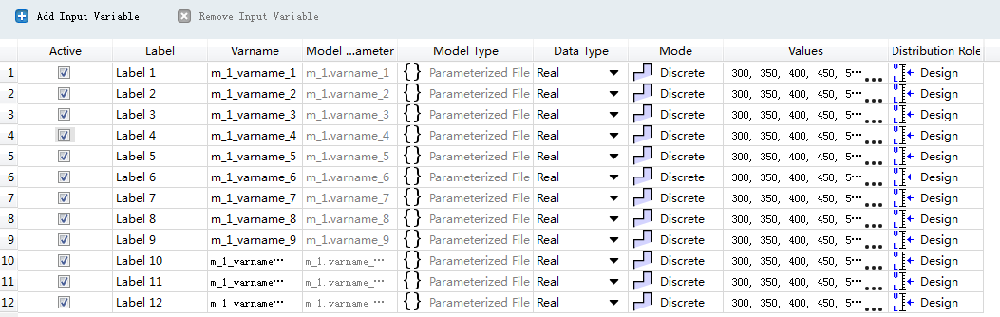 Add Input Variable Remove Input Variable
Active Label Varname Model ...ameter Model Type Data Type Mode Values Distribution Role
1 Label 1 m_1_varname_1 m_1.varname_1 {} Parameterized File Real Discrete 300, 350, 400, 450, 5... ... Design
2 Label 2 m_1_varname_2 m_1.varname_2 {} Parameterized File Real Discrete 300, 350, 400, 450, 5... ... Design
3 Label 3 m_1_varname_3 m_1.varname_3 {} Parameterized File Real Discrete 300, 350, 400, 450, 5... ... Design
4 Label 4 m_1_varname_4 m_1.varname_4 {} Parameterized File Real Discrete 300, 350, 400, 450, 5... ... Design
5 Label 5 m_1_varname_5 m_1.varname_5 {} Parameterized File Real Discrete 300, 350, 400, 450, 5... ... Design
6 Label 6 m_1_varname_6 m_1.varname_6 {} Parameterized File Real Discrete 300, 350, 400, 450, 5... ... Design
7 Label 7 m_1_varname_7 m_1.varname_7 {} Parameterized File Real Discrete 300, 350, 400, 450, 5... ... Design
8 Label 8 m_1_varname_8 m_1.varname_8 {} Parameterized File Real Discrete 300, 350, 400, 450, 5... ... Design
9 Label 9 m_1_varname_9 m_1.varname_9 {} Parameterized File Real Discrete 300, 350, 400, 450, 5... ... Design
10 Label 10 m_1_varname... m_1.varname_... {} Parameterized File Real Discrete 300, 350, 400, 450, 5... ... Design
11 Label 11 m_1_varname... m_1.varname_... {} Parameterized File Real Discrete 300, 350, 400, 450, 5... ... Design
12 Label 12 m_1_varname... m_1.varname_... {} Parameterized File Real Discrete 300, 350, 400, 450, 5... ... Design